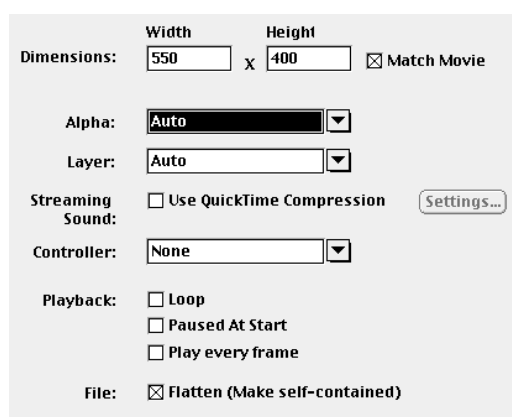 Width Height
Dimensions: 550 x 400 Match Movie
Alpha: Auto
Layer: Auto
Streaming Sound: Use QuickTime Compression Settings...
Controller: None
Playback: Loop
Paused At Start
Play every frame
File: Flatten (Make self-contained)